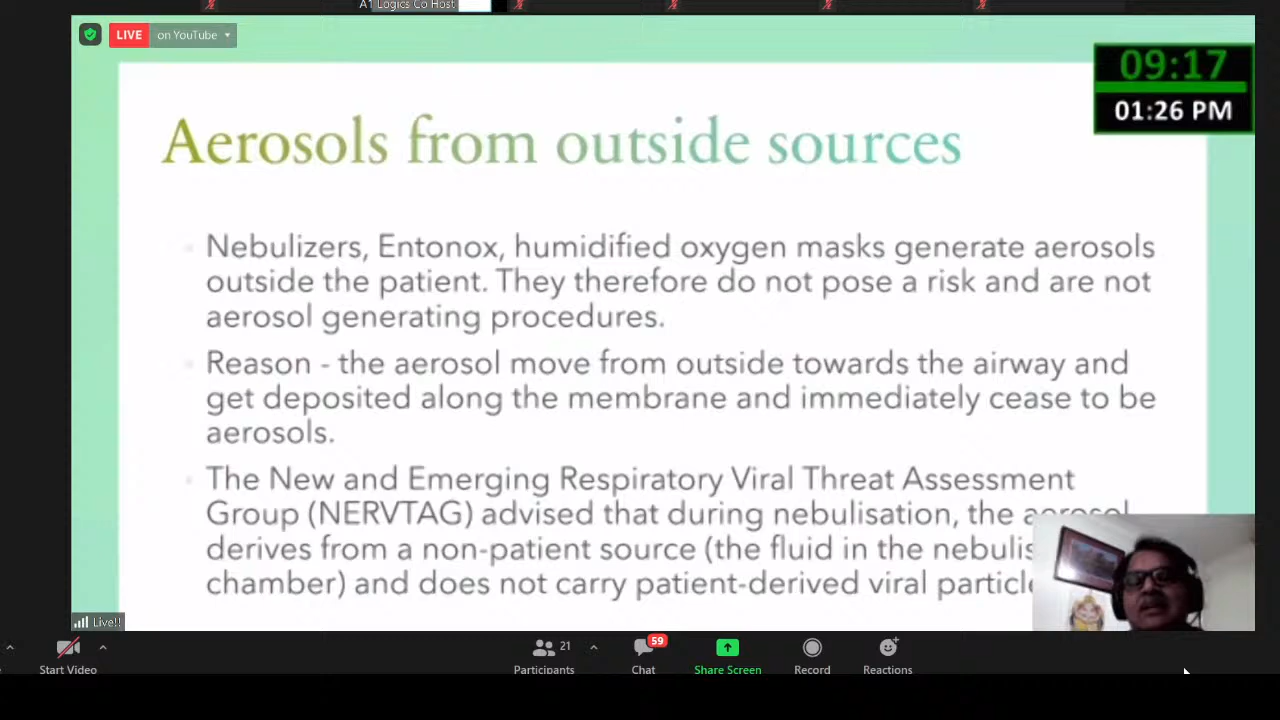 A1 Logics Co Host
LIVE on YouTube
09:17
01:26 PM
Aerosols from outside sources
Nebulizers, Entonox, humidified oxygen masks generate aerosols
outside the patient. They therefore do not pose a risk and are not
aerosol generating procedures.
Reason - the aerosol move from outside towards the airway and
get deposited along the membrane and immediately cease to be
aerosols.
The New and Emerging Respiratory Viral Threat Assessment
Group (NERVTAG) advised that during nebulisation, the aerosol
derives from a non-patient source (the fluid in the
chamber) and does not carry patient-derived viral
Live!!
21
59
Start Video
Participants
Chat
Share Screen
Record
Reactions